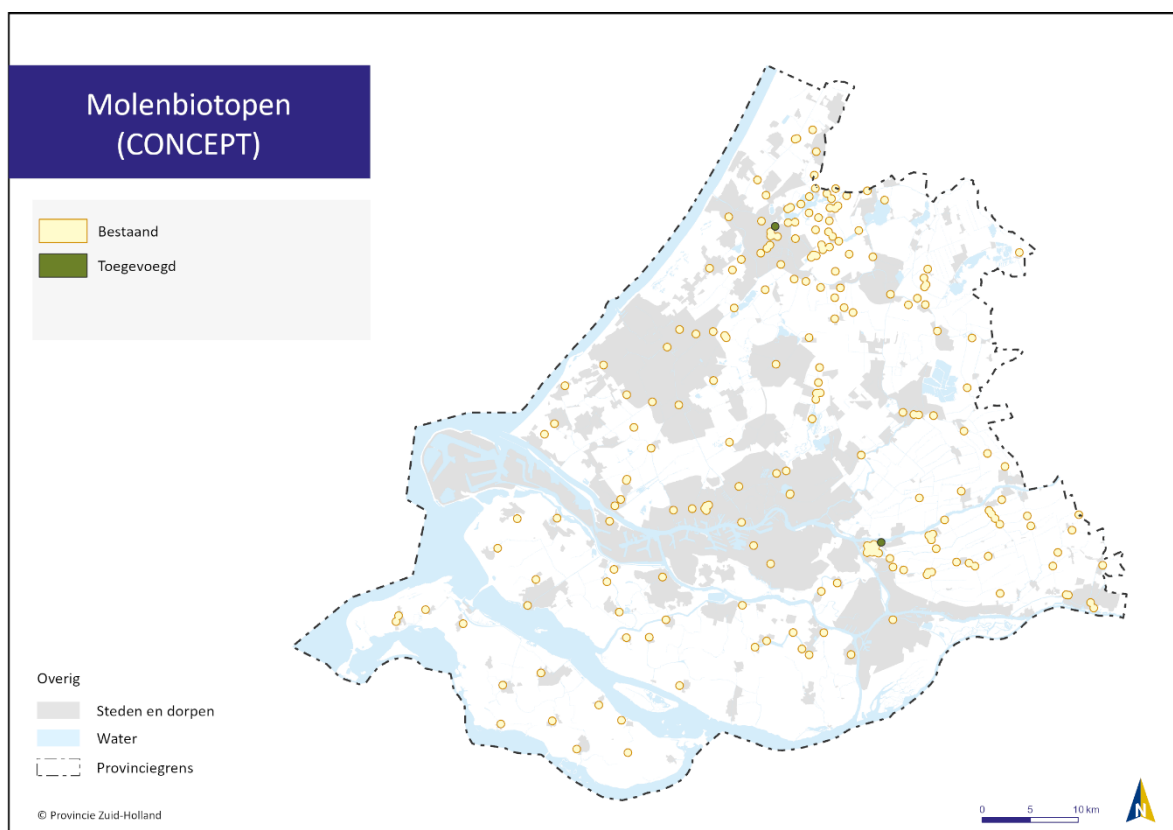 Molenbiotopen
(CONCEPT)
Bestaand
Toegevoegd
Overig
Steden en dorpen
Water
Provinciegrens
© Provincie Zuid-Holland
0 5 10 km
N